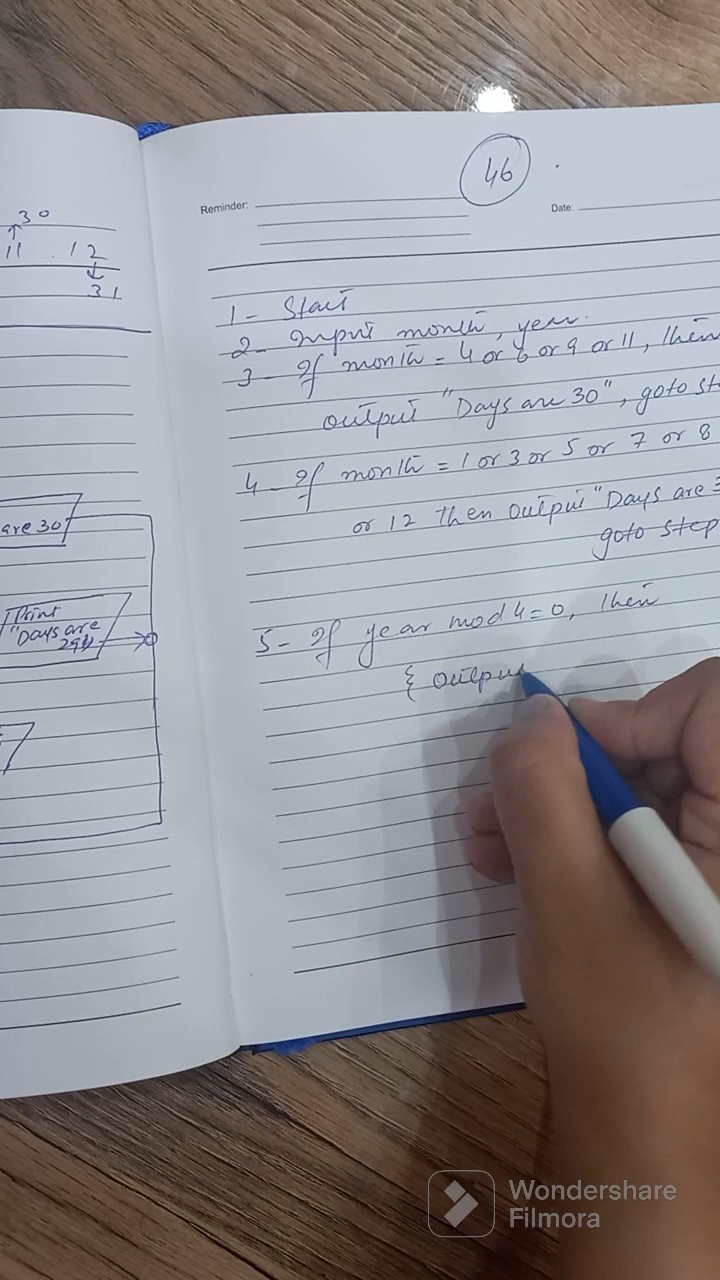 30
11 12
31
are 30
Print
"Days are
29"
46
Reminder:
Date:
1 - Start
2 - Input month, year.
3 - If month = 4 or 6 or 9 or 11, then
output "Days are 30", goto st
4 - If month = 1 or 3 or 5 or 7 or 8
or 12 then output "Days are 3
goto step
5 - If year mod 4 = 0, then
{ outpu
Wondershare
Filmora